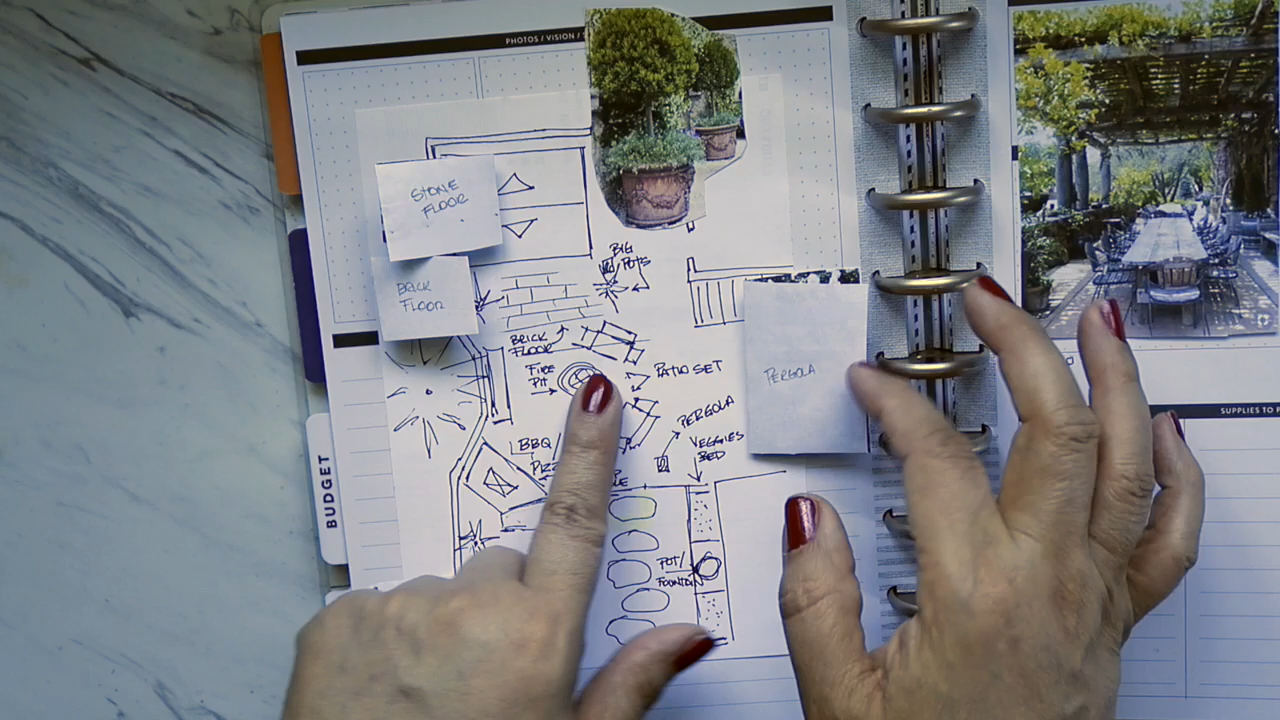 PHOTOS / VISION /
STONE
FLOOR
BRICK
FLOOR
BIG
POTS
BRICK
FLOOR
FIRE
PIT
PATIO SET
PERGOLA
PERGOLA
VEGGIES
BED
BBQ/
POT/
FOUNTAIN
BUDGET
SUPPLIES TO